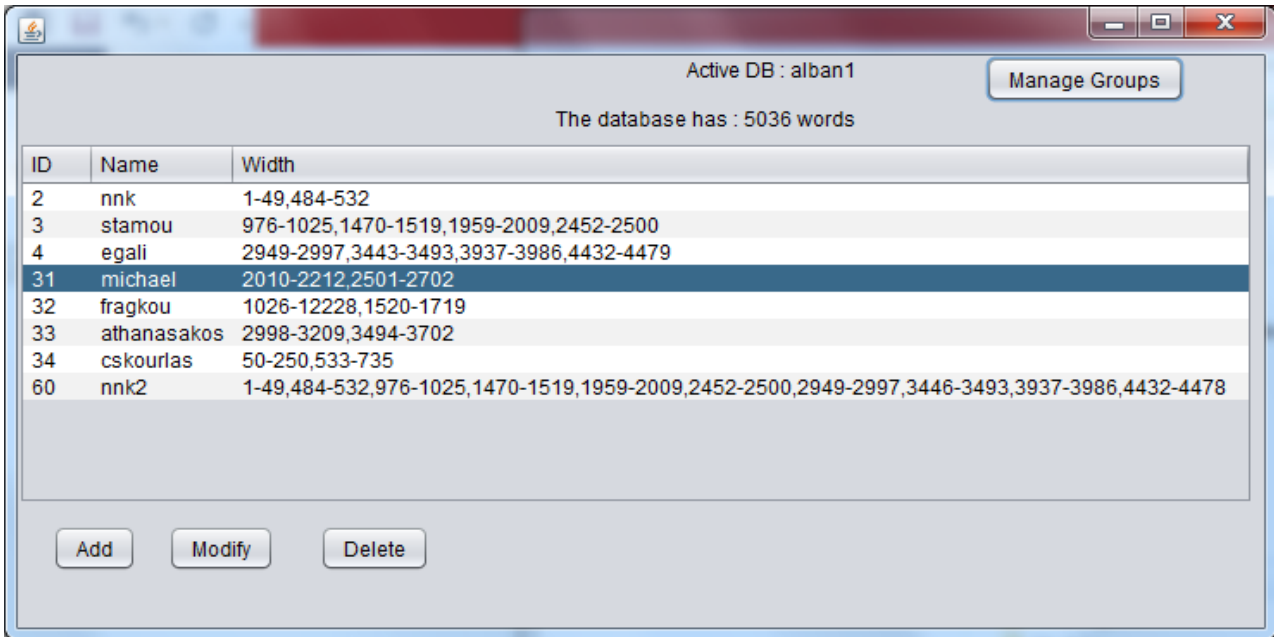 Active DB : alban1
Manage Groups
The database has : 5036 words
ID Name Width
2 nnk 1-49,484-532
3 stamou 976-1025,1470-1519,1959-2009,2452-2500
4 egali 2949-2997,3443-3493,3937-3986,4432-4479
31 michael 2010-2212,2501-2702
32 fragkou 1026-12228,1520-1719
33 athanasakos 2998-3209,3494-3702
34 cskourlas 50-250,533-735
60 nnk2 1-49,484-532,976-1025,1470-1519,1959-2009,2452-2500,2949-2997,3446-3493,3937-3986,4432-4478
Add Modify Delete